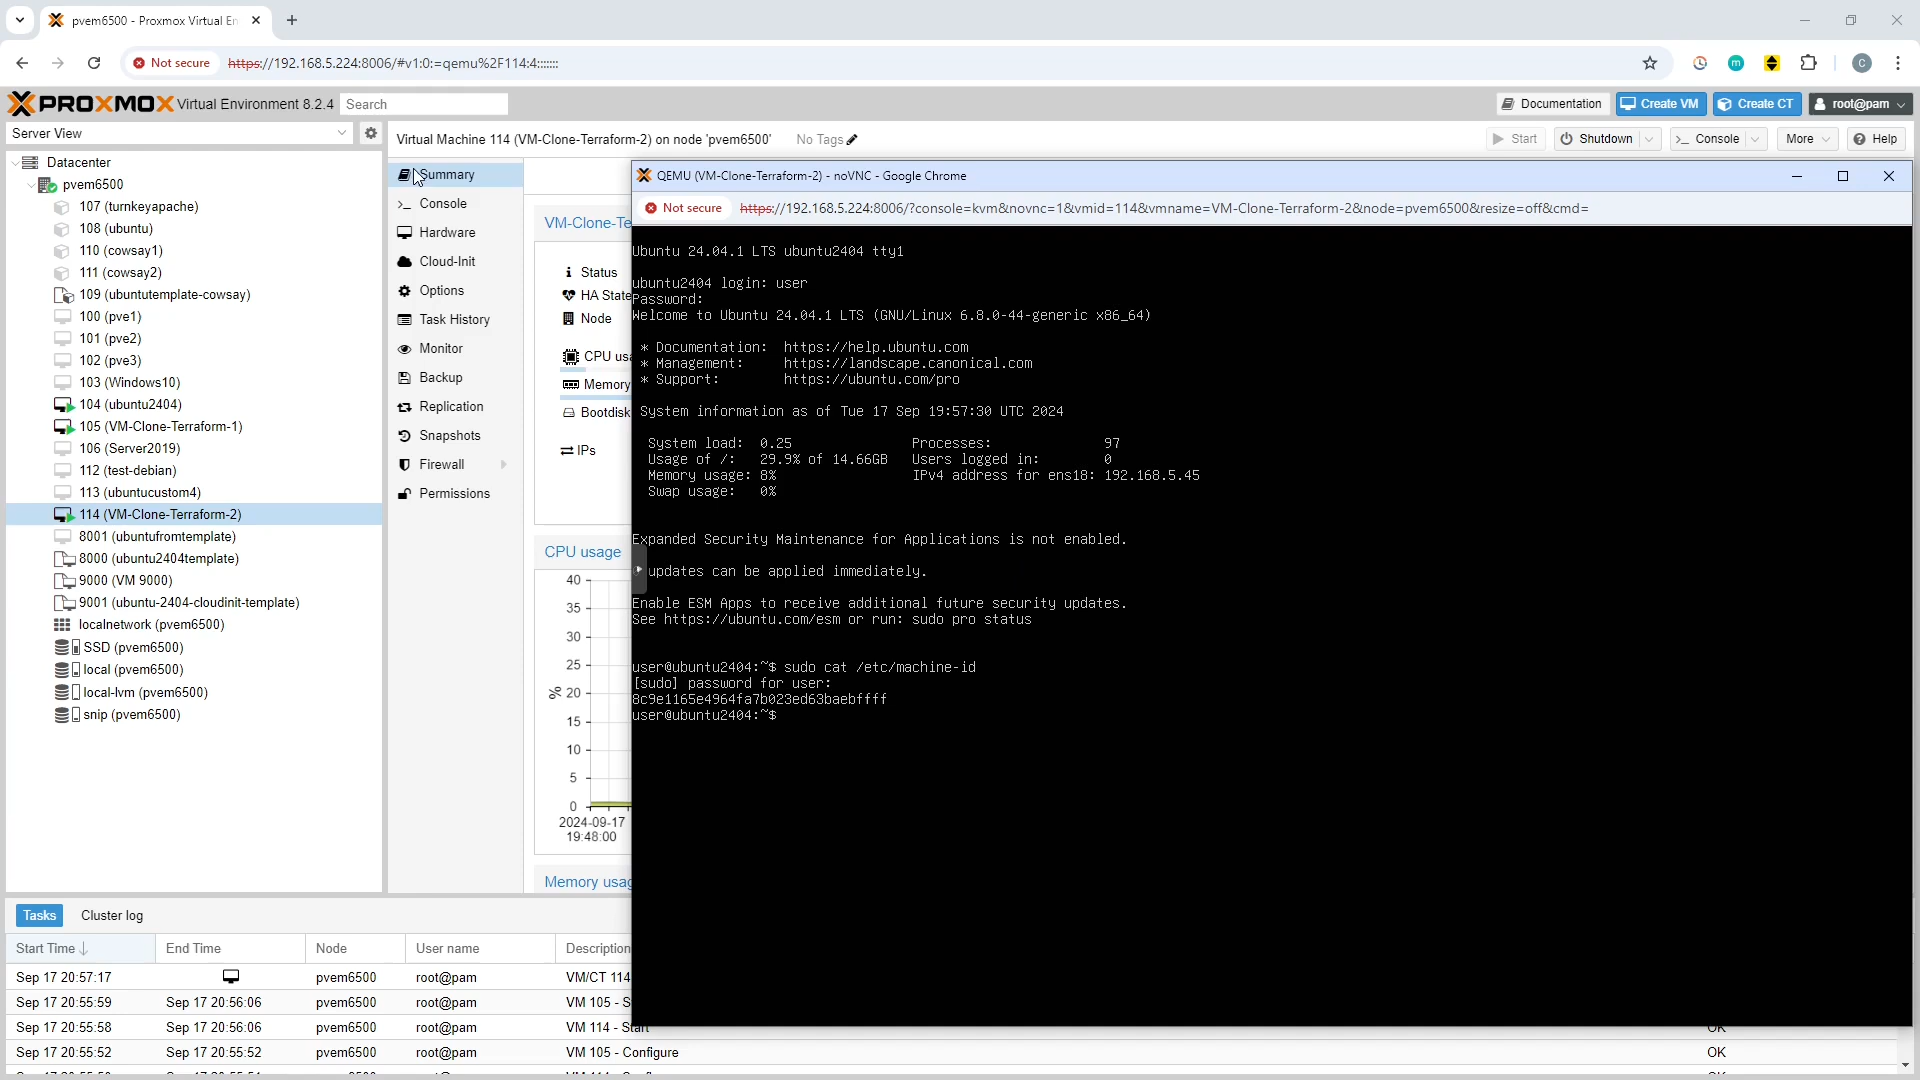 pvem6500 - Proxmox Virtual En
Not secure
https://192.168.5.224:8006/#v1:0:=qemu%2F114:4:::::::
PROXMOX Virtual Environment 8.2.4
Search
Documentation
Create VM
Create CT
root@pam
Server View
Virtual Machine 114 (VM-Clone-Terraform-2) on node 'pvem6500'
No Tags
Start
Shutdown
Console
More
Help
Datacenter
pvem6500
107 (turnkeyapache)
108 (ubuntu)
110 (cowsay1)
111 (cowsay2)
109 (ubuntutemplate-cowsay)
100 (pve1)
101 (pve2)
102 (pve3)
103 (Windows10)
104 (ubuntu2404)
105 (VM-Clone-Terraform-1)
106 (Server2019)
112 (test-debian)
113 (ubuntucustom4)
114 (VM-Clone-Terraform-2)
8001 (ubuntufromtemplate)
8000 (ubuntu2404template)
9000 (VM 9000)
9001 (ubuntu-2404-cloudinit-template)
localnetwork (pvem6500)
SSD (pvem6500)
local (pvem6500)
local-lvm (pvem6500)
snip (pvem6500)
Summary
Console
Hardware
Cloud-Init
Options
Task History
Monitor
Backup
Replication
Snapshots
Firewall
Permissions
VM-Clone-Te
Status
HA State
Node
CPU usa
Memory
Bootdisk
IPs
CPU usage
40
35
30
25
20
15
10
5
0
%
2024-09-17
19:48:00
Memory usag
QEMU (VM-Clone-Terraform-2) - noVNC - Google Chrome
Not secure
https://192.168.5.224:8006/?console=kvm&novnc=1&vmid=114&vmname=VM-Clone-Terraform-2&node=pvem6500&resize=off&cmd=
Ubuntu 24.04.1 LTS ubuntu2404 tty1
ubuntu2404 login: user
Password:
Welcome to Ubuntu 24.04.1 LTS (GNU/Linux 6.8.0-44-generic x86_64)
* Documentation: https://help.ubuntu.com
* Management: https://landscape.canonical.com
* Support: https://ubuntu.com/pro
System information as of Tue 17 Sep 19:57:30 UTC 2024
System load: 0.25 Processes: 97
Usage of /: 29.9% of 14.66GB Users logged in: 0
Memory usage: 8% IPv4 address for ens18: 192.168.5.45
Swap usage: 0%
Expanded Security Maintenance for Applications is not enabled.
updates can be applied immediately.
Enable ESM Apps to receive additional future security updates.
See https://ubuntu.com/esm or run: sudo pro status
user@ubuntu2404:~$ sudo cat /etc/machine-id
[sudo] password for user:
8c9e1165e4964fa7b023ed63baebffff
user@ubuntu2404:~$
Tasks
Cluster log
Start Time End Time Node User name Description
Sep 17 20:57:17 pvem6500 root@pam VM/CT 114
Sep 17 20:55:59 Sep 17 20:56:06 pvem6500 root@pam VM 105 - S
Sep 17 20:55:58 Sep 17 20:56:06 pvem6500 root@pam VM 114 - Start OK
Sep 17 20:55:52 Sep 17 20:55:52 pvem6500 root@pam VM 105 - Configure OK